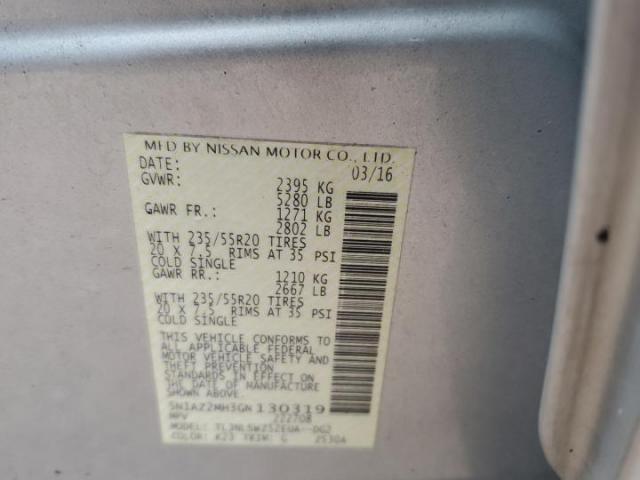 MFD BY NISSAN MOTOR CO., LTD.
DATE: 03/16
GVWR: 2395 KG
5280 LB
GAWR FR.: 1271 KG
2802 LB
WITH 235/55R20 TIRES
20 X 7.5 RIMS AT 35 PSI
COLD SINGLE
GAWR RR.: 1210 KG
2667 LB
WITH 235/55R20 TIRES
20 X 7.5 RIMS AT 35 PSI
COLD SINGLE
THIS VEHICLE CONFORMS TO
ALL APPLICABLE FEDERAL
MOTOR VEHICLE SAFETY AND
THEFT PREVENTION
STANDARDS IN EFFECT ON
THE DATE OF MANUFACTURE
SHOWN ABOVE.
5N1AZ2MH3GN130319
MPV 222708
MODEL:
COLOR: K23 TRIM: G 2530A